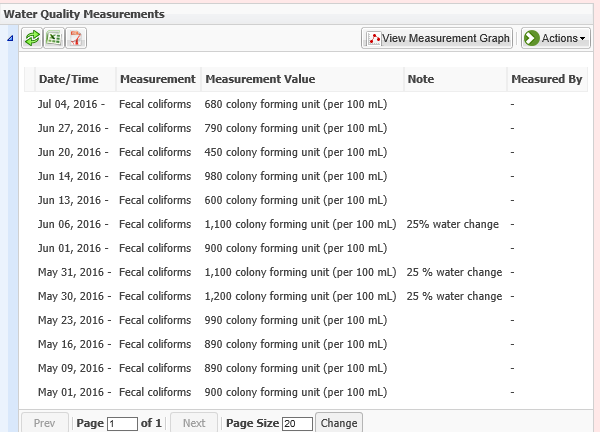 Water Quality Measurements
View Measurement Graph Actions
Date/Time Measurement Measurement Value Note Measured By
Jul 04, 2016 - Fecal coliforms 680 colony forming unit (per 100 mL) -
Jun 27, 2016 - Fecal coliforms 790 colony forming unit (per 100 mL) -
Jun 20, 2016 - Fecal coliforms 450 colony forming unit (per 100 mL) -
Jun 14, 2016 - Fecal coliforms 980 colony forming unit (per 100 mL) -
Jun 13, 2016 - Fecal coliforms 600 colony forming unit (per 100 mL) -
Jun 06, 2016 - Fecal coliforms 1,100 colony forming unit (per 100 mL) 25% water change -
Jun 01, 2016 - Fecal coliforms 900 colony forming unit (per 100 mL) -
May 31, 2016 - Fecal coliforms 1,100 colony forming unit (per 100 mL) 25 % water change -
May 30, 2016 - Fecal coliforms 1,200 colony forming unit (per 100 mL) 25 % water change -
May 23, 2016 - Fecal coliforms 990 colony forming unit (per 100 mL) -
May 16, 2016 - Fecal coliforms 890 colony forming unit (per 100 mL) -
May 09, 2016 - Fecal coliforms 890 colony forming unit (per 100 mL) -
May 01, 2016 - Fecal coliforms 900 colony forming unit (per 100 mL) -
Prev Page 1 of 1 Next Page Size 20 Change